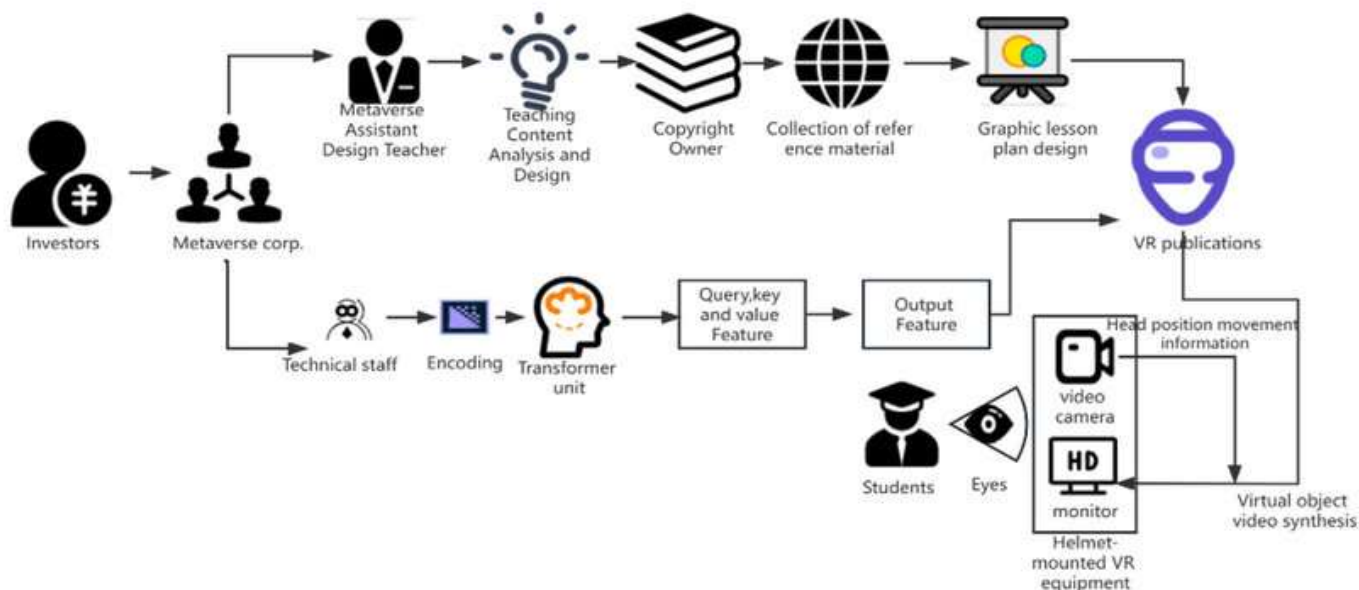 Metaverse
Assistant
Design Teacher
Teaching
Content
Analysis and
Design
Copyright
Owner
Collection of refer
ence material
Graphic lesson
plan design
¥
Investors
Metaverse corp.
VR publications
Technical staff
Encoding
Transformer
unit
Query,key
and value
Feature
Output
Feature
Head position movement
information
video
camera
Students
Eyes
HD
monitor
Helmet-
mounted VR
equipment
Virtual object
video synthesis